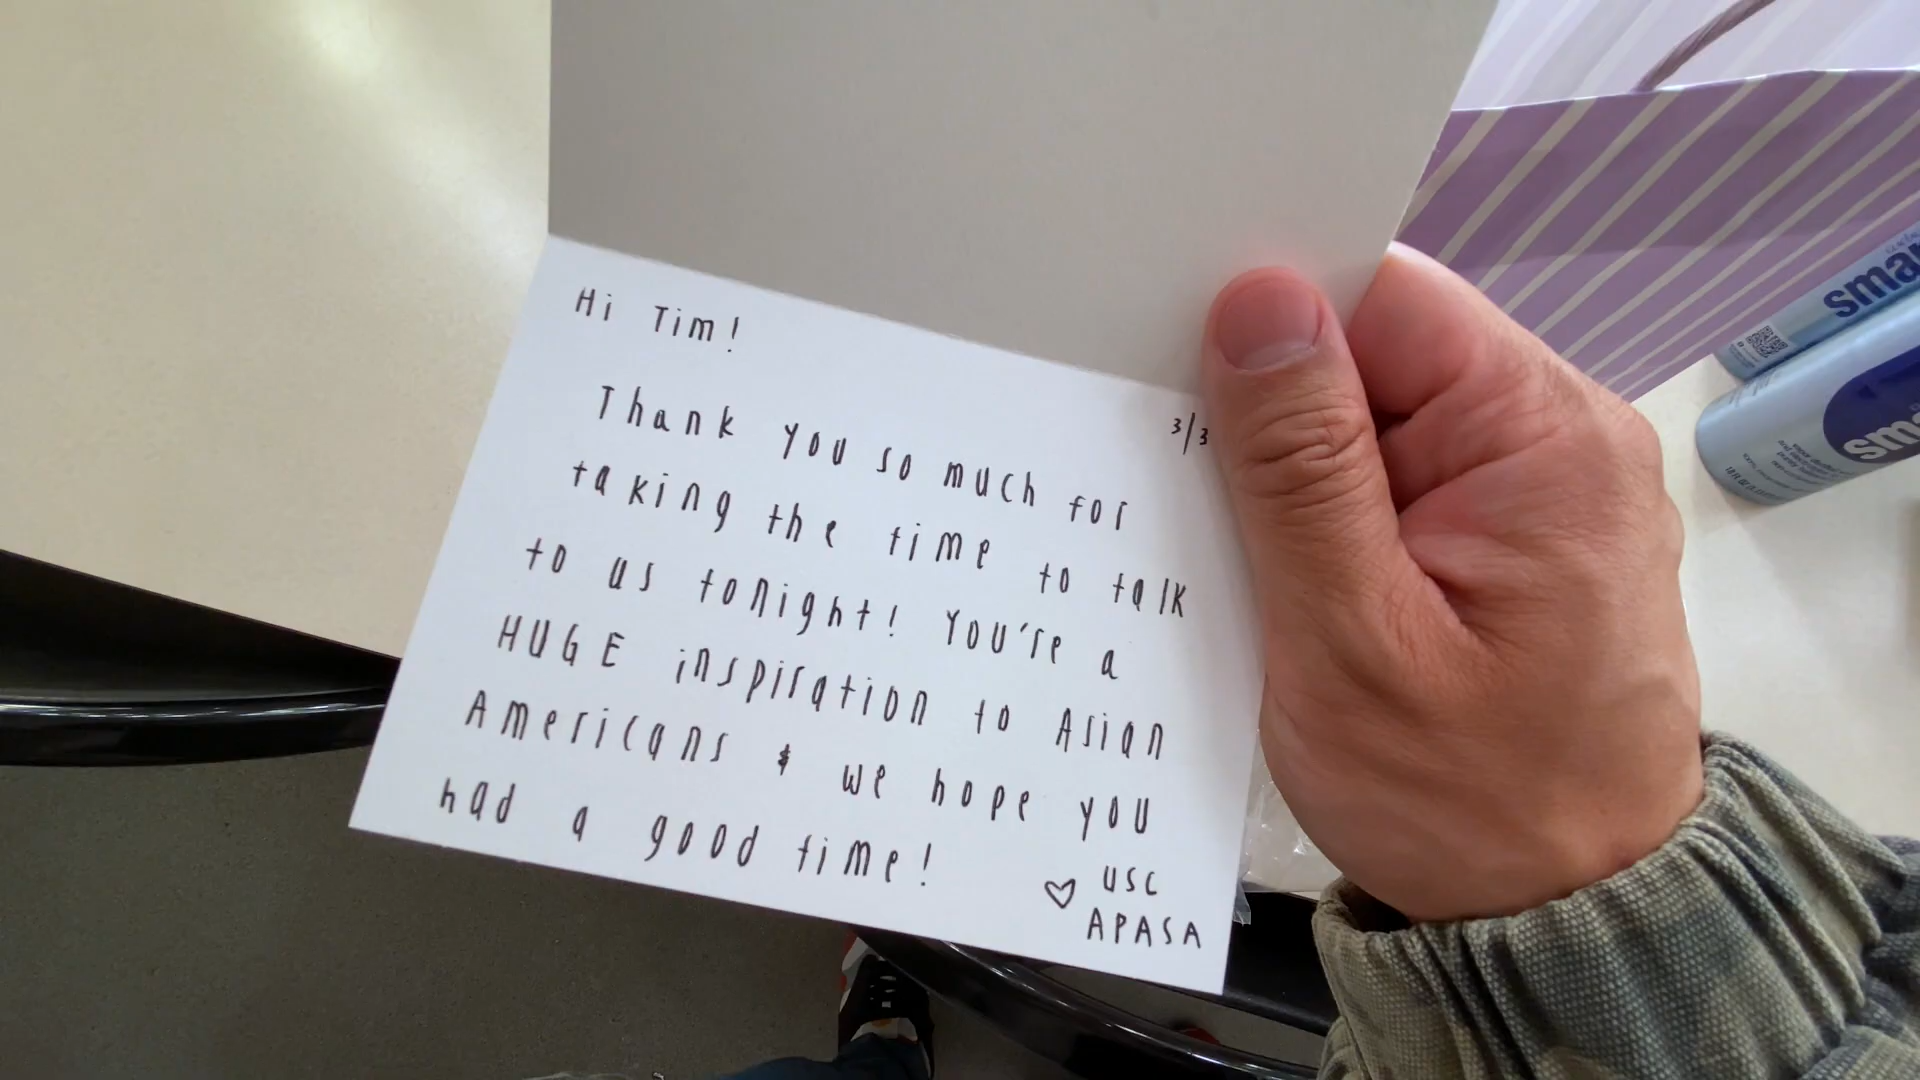 Hi Tim!
3/3
Thank you so much for
taking the time to talk
to us tonight! You're a
HUGE inspiration to Asian
Americans & we hope you
had a good time!
♡ USC
APASA